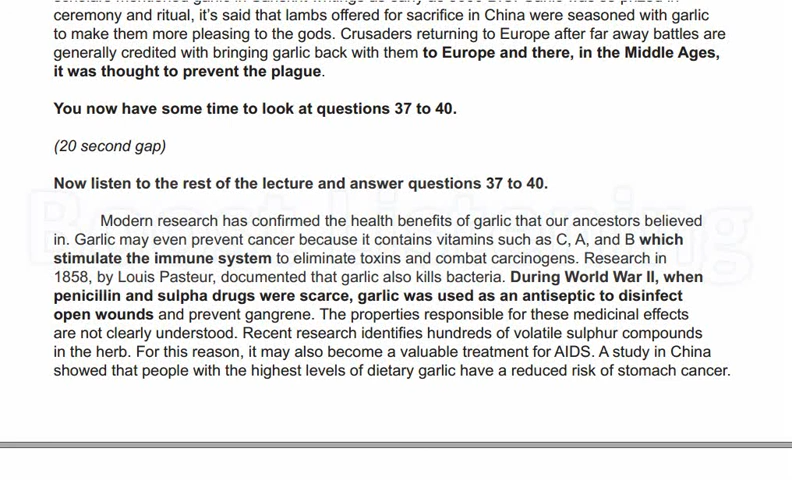 ceremony and ritual, it's said that lambs offered for sacrifice in China were seasoned with garlic
to make them more pleasing to the gods. Crusaders returning to Europe after far away battles are
generally credited with bringing garlic back with them to Europe and there, in the Middle Ages,
it was thought to prevent the plague.
You now have some time to look at questions 37 to 40.
(20 second gap)
Now listen to the rest of the lecture and answer questions 37 to 40.
Modern research has confirmed the health benefits of garlic that our ancestors believed
in. Garlic may even prevent cancer because it contains vitamins such as C, A, and B which
stimulate the immune system to eliminate toxins and combat carcinogens. Research in
1858, by Louis Pasteur, documented that garlic also kills bacteria. During World War II, when
penicillin and sulpha drugs were scarce, garlic was used as an antiseptic to disinfect
open wounds and prevent gangrene. The properties responsible for these medicinal effects
are not clearly understood. Recent research identifies hundreds of volatile sulphur compounds
in the herb. For this reason, it may also become a valuable treatment for AIDS. A study in China
showed that people with the highest levels of dietary garlic have a reduced risk of stomach cancer.